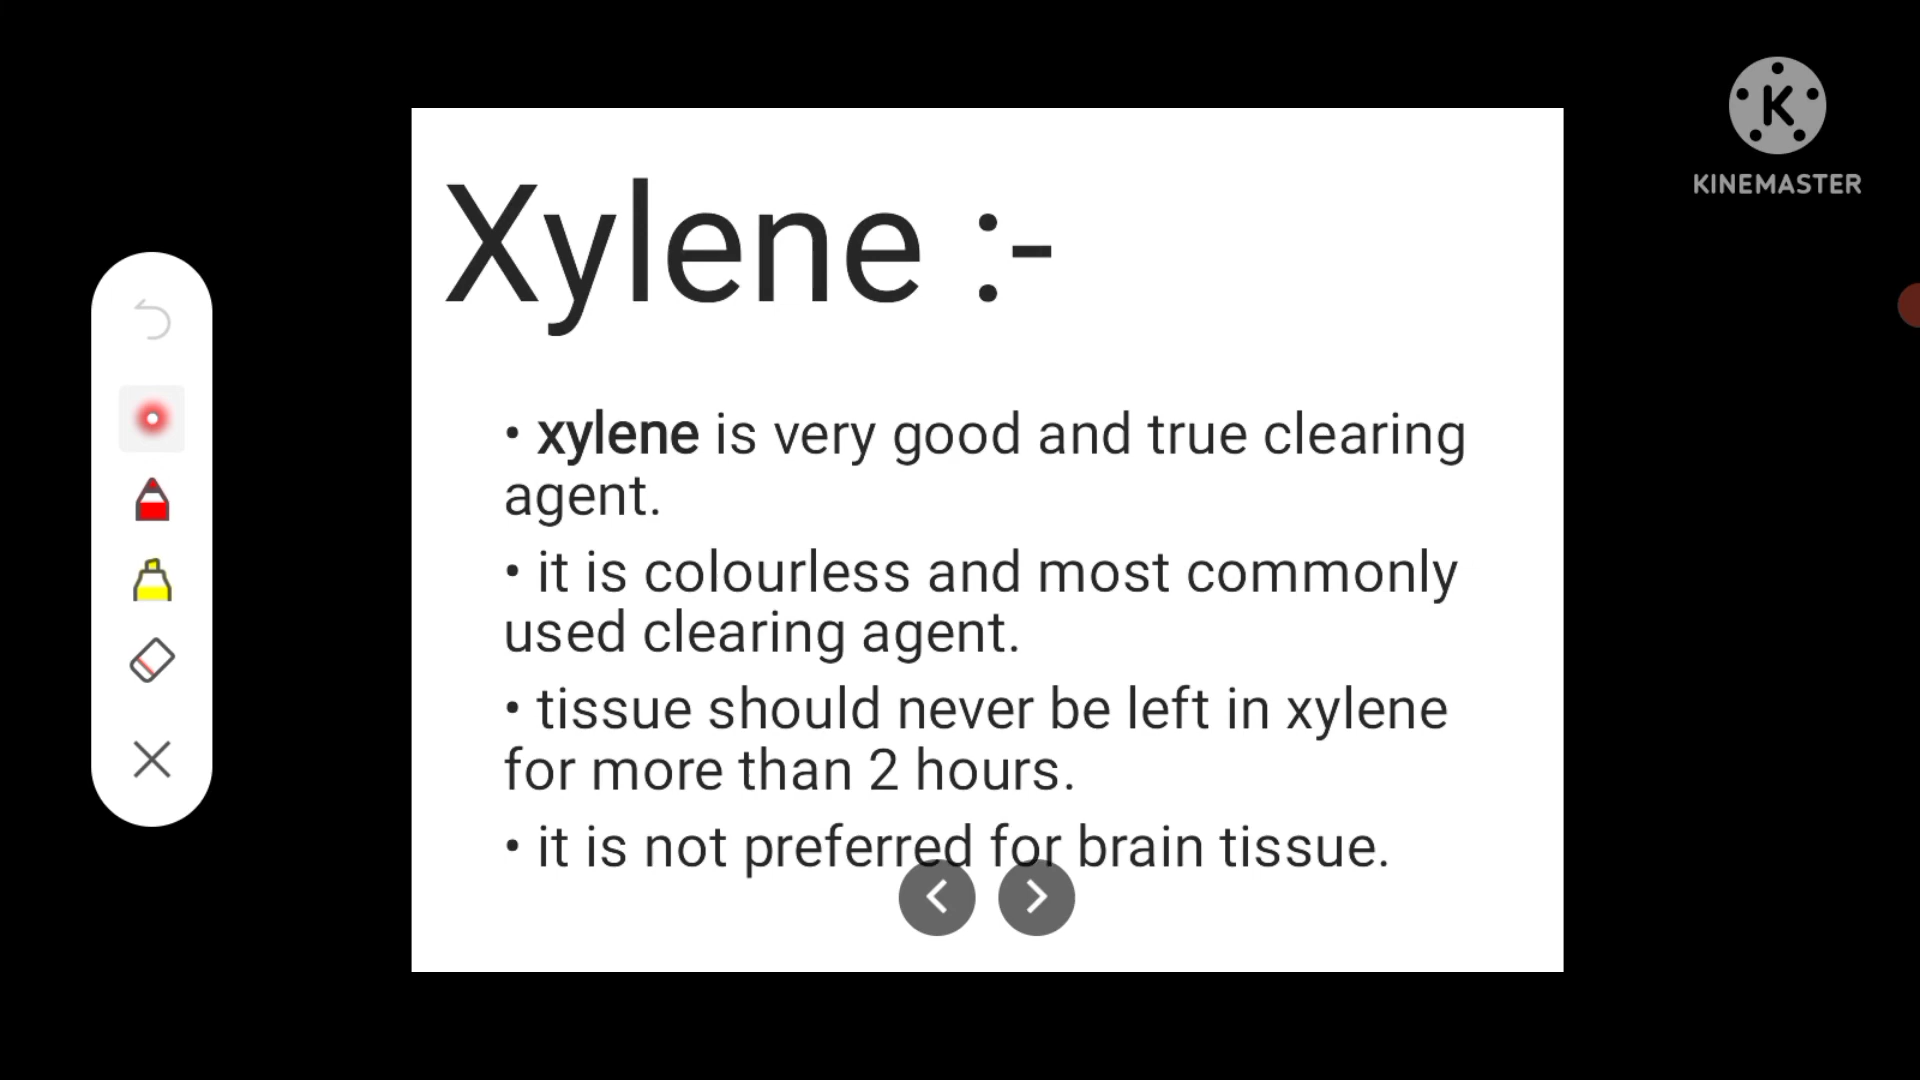 Xylene :-
• xylene is very good and true clearing
agent.
• it is colourless and most commonly
used clearing agent.
• tissue should never be left in xylene
for more than 2 hours.
• it is not preferred for brain tissue.
K
KINEMASTER